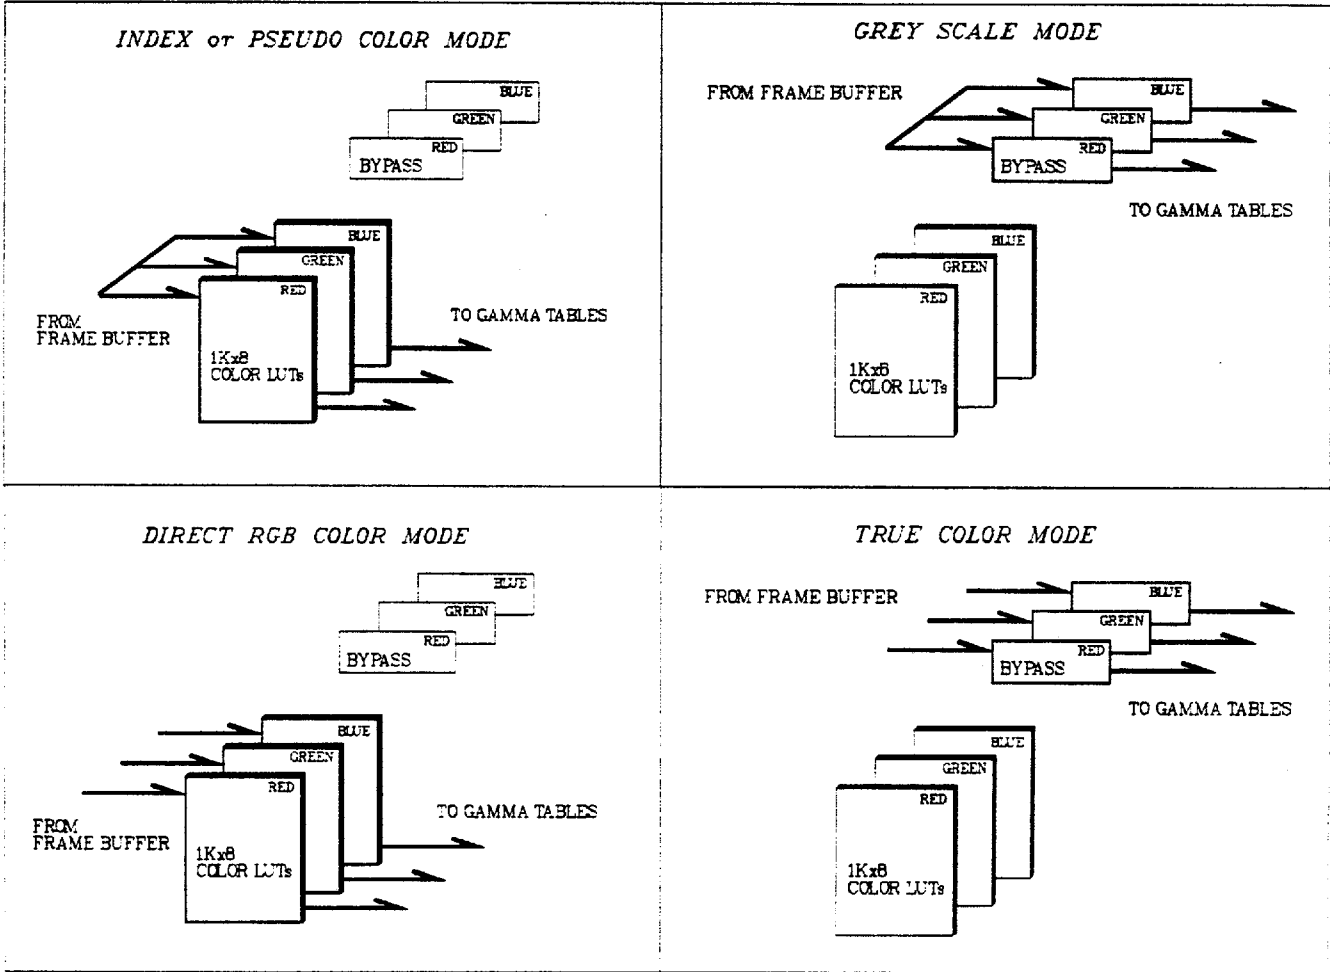 INDEX or PSEUDO COLOR MODE
BLUE
GREEN
RED
BYPASS
BLUE
GREEN
RED
FROM
FRAME BUFFER
TO GAMMA TABLES
1Kx8
COLOR LUTs
GREY SCALE MODE
FROM FRAME BUFFER
BLUE
GREEN
RED
BYPASS
TO GAMMA TABLES
BLUE
GREEN
RED
1Kx8
COLOR LUTs
DIRECT RGB COLOR MODE
BLUE
GREEN
RED
BYPASS
BLUE
GREEN
RED
TO GAMMA TABLES
FROM
FRAME BUFFER
1Kx8
COLOR LUTs
TRUE COLOR MODE
FROM FRAME BUFFER
BLUE
GREEN
RED
BYPASS
TO GAMMA TABLES
BLUE
GREEN
RED
1Kx8
COLOR LUTs